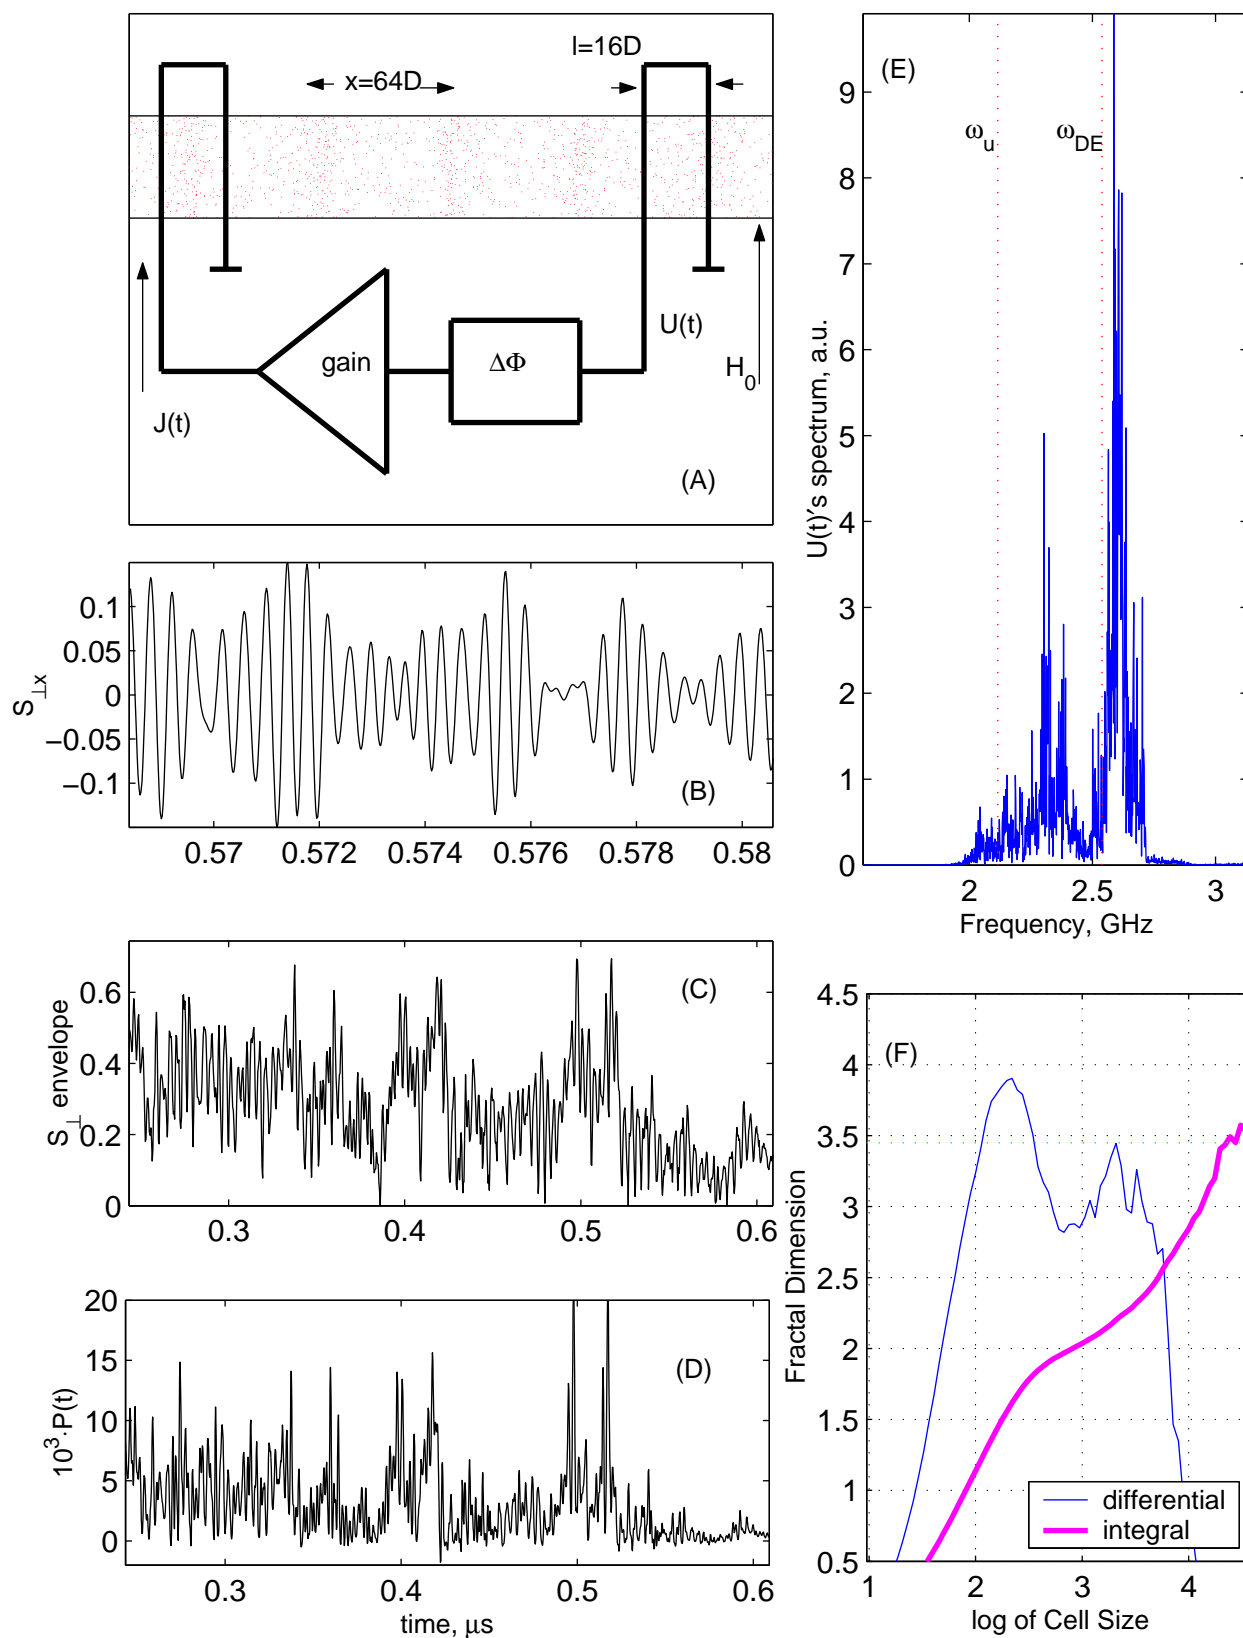 l=16D
x=64D
gain
ΔΦ
U(t)
H0
J(t)
(A)
0.1
0.05
0
−0.05
−0.1
S⊥x
(B)
0.57 0.572 0.574 0.576 0.578 0.58
0.6
0.4
0.2
0
S⊥ envelope
(C)
0.3 0.4 0.5 0.6
20
15
10
5
0
10³·P(t)
(D)
0.3 0.4 0.5 0.6
time, μs
(E)
ωu
ωDE
9
8
7
6
5
4
3
2
1
0
U(t)'s spectrum, a.u.
2 2.5 3
Frequency, GHz
4.5
4
3.5
3
2.5
2
1.5
1
0.5
Fractal Dimension
(F)
differential
integral
1 2 3 4
log of Cell Size